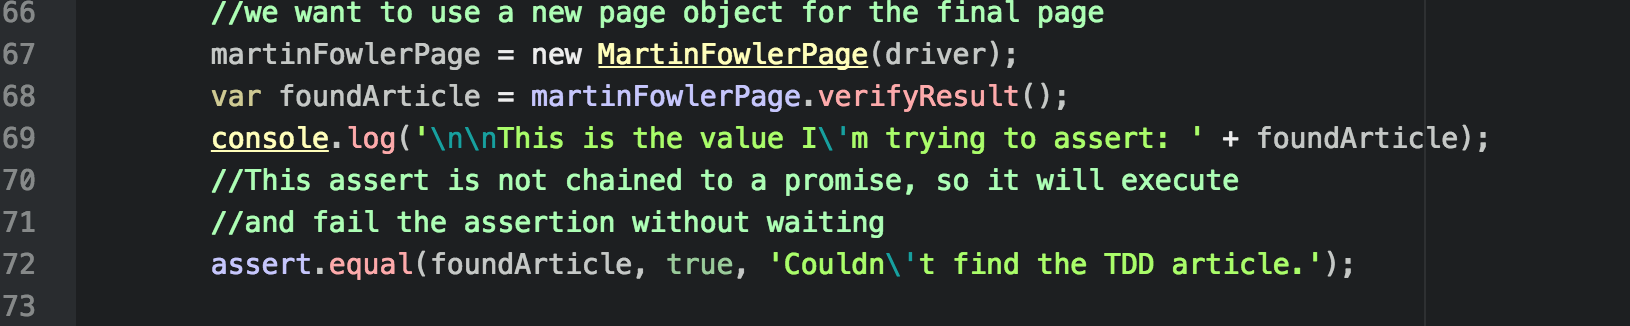 66 //we want to use a new page object for the final page
67 martinFowlerPage = new MartinFowlerPage(driver);
68 var foundArticle = martinFowlerPage.verifyResult();
69 console.log('\n\nThis is the value I\'m trying to assert: ' + foundArticle);
70 //This assert is not chained to a promise, so it will execute
71 //and fail the assertion without waiting
72 assert.equal(foundArticle, true, 'Couldn\'t find the TDD article.');
73